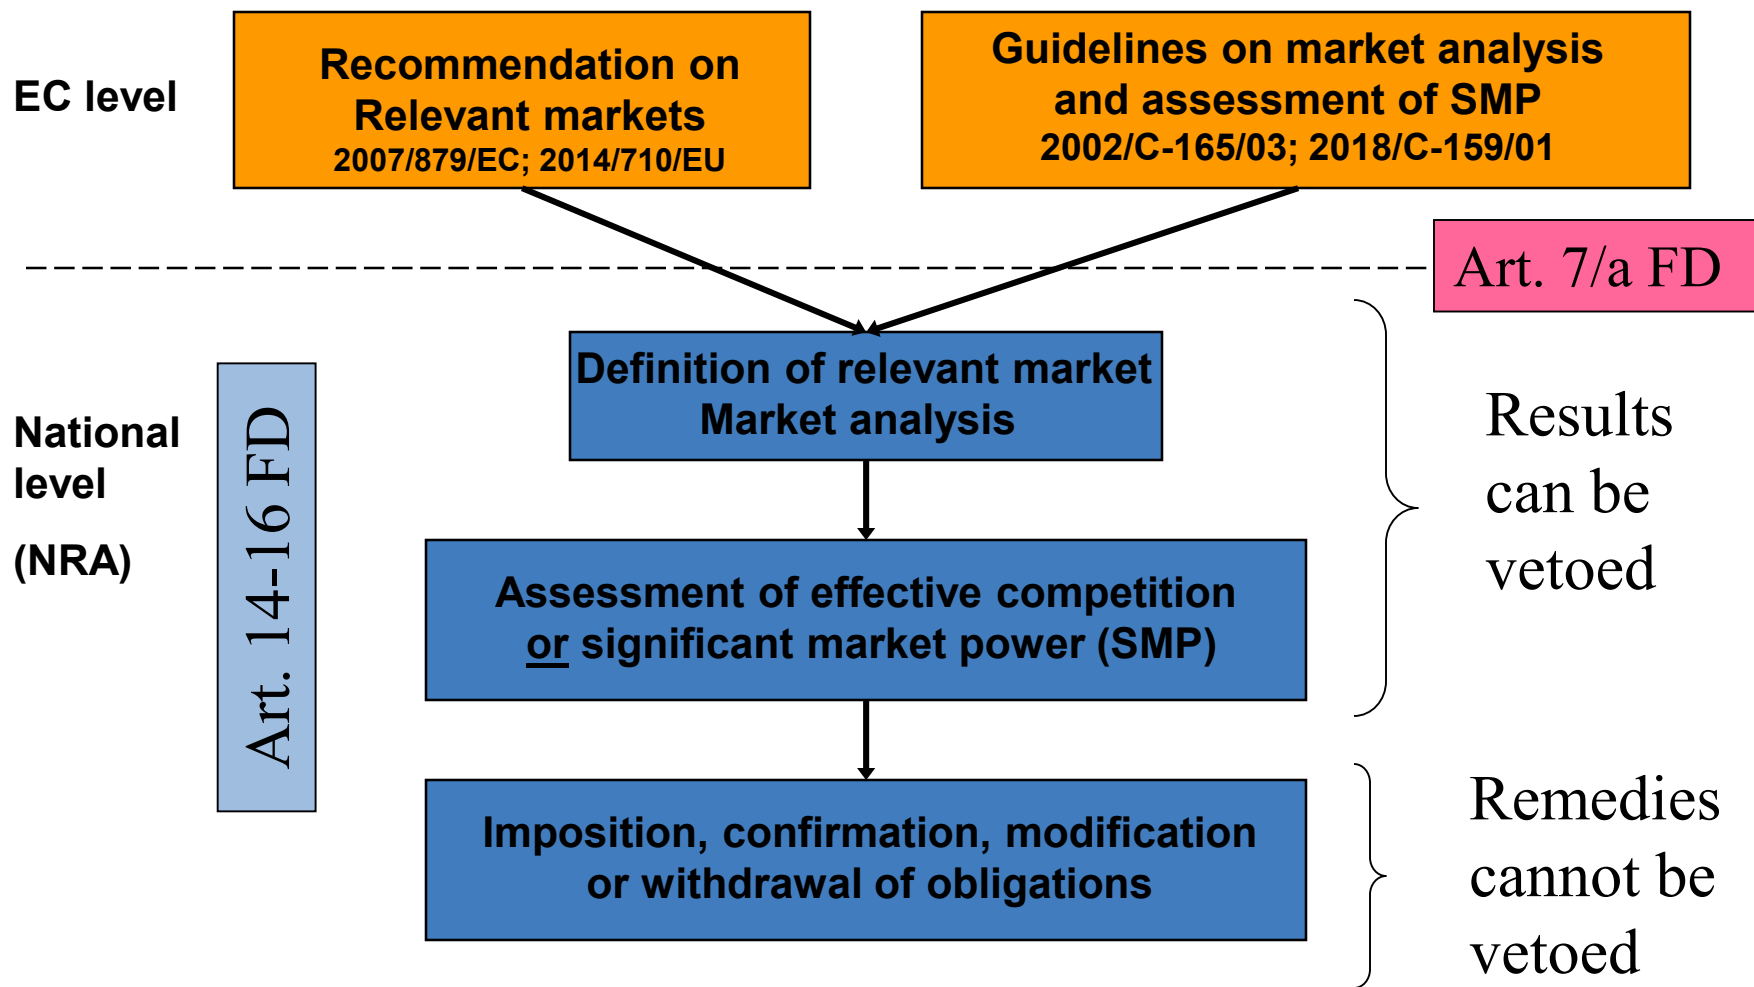 EC level
Recommendation on
Relevant markets
2007/879/EC; 2014/710/EU
Guidelines on market analysis
and assessment of SMP
2002/C-165/03; 2018/C-159/01
Art. 7/a FD
National
level
(NRA)
Art. 14-16 FD
Definition of relevant market
Market analysis
Assessment of effective competition
or significant market power (SMP)
Imposition, confirmation, modification
or withdrawal of obligations
Results
can be
vetoed
Remedies
cannot be
vetoed